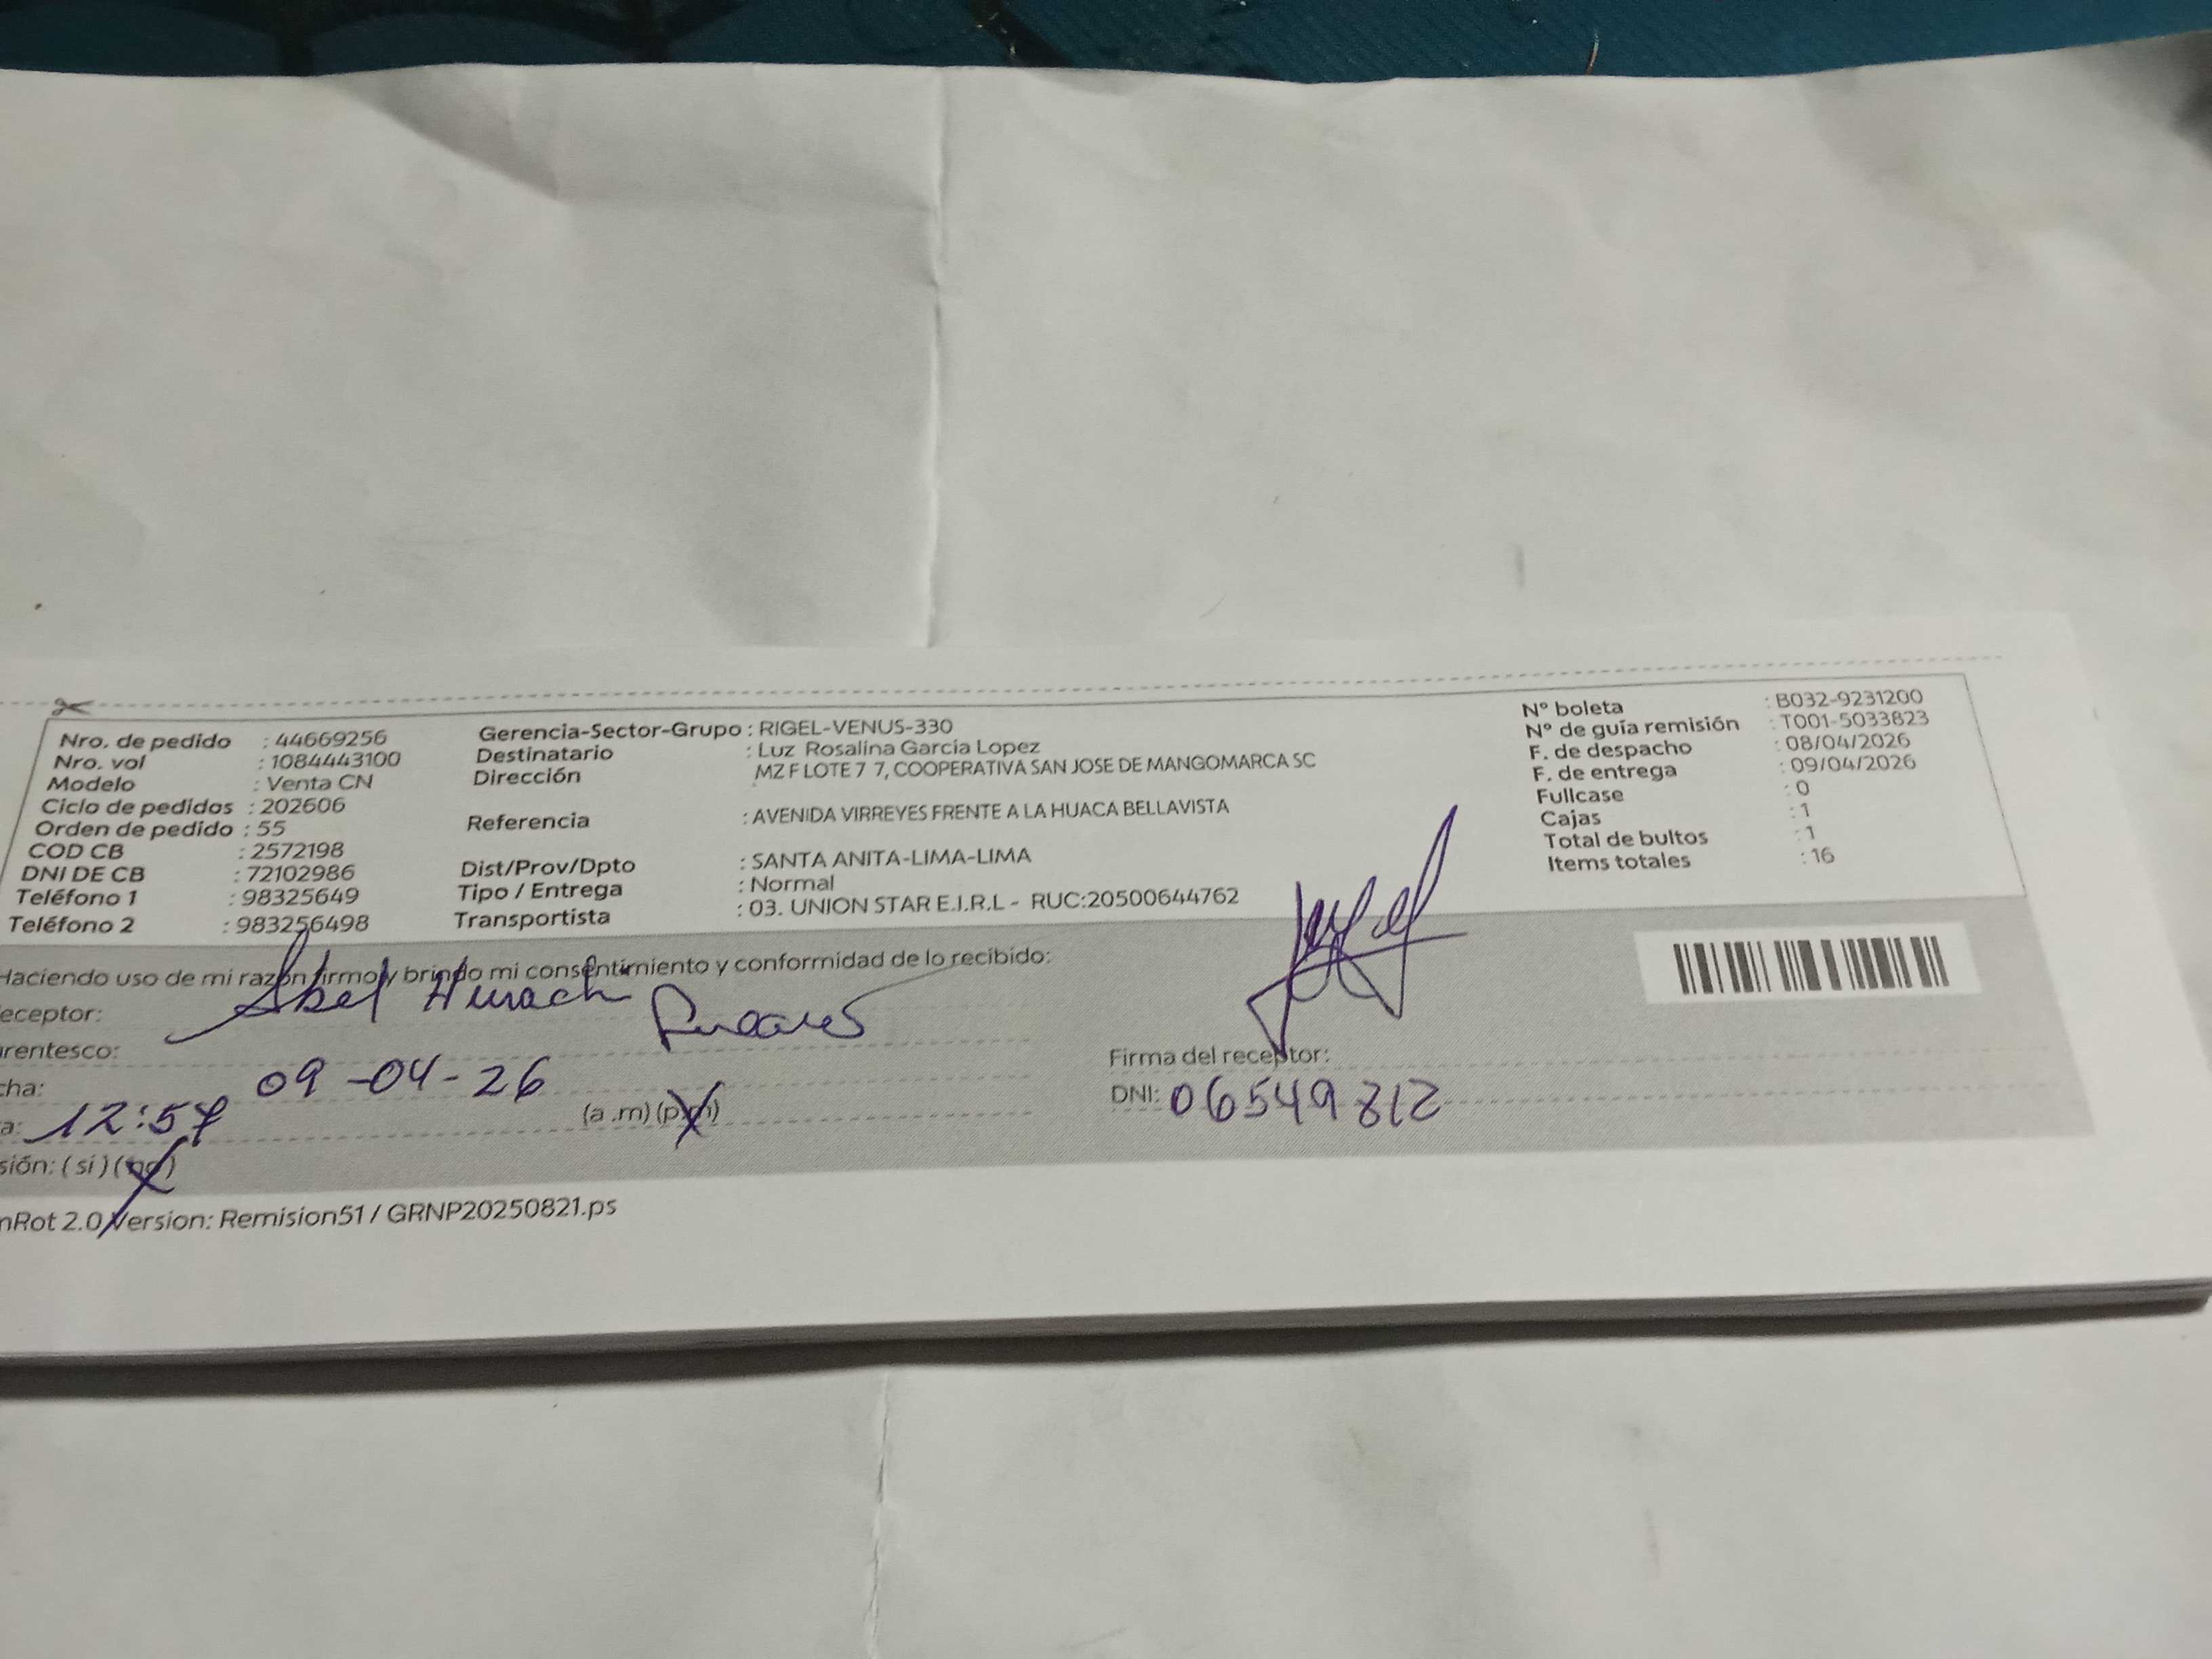 Nro. de pedido : 44669256
Nro. vol : 1084443100
Modelo : Venta CN
Ciclo de pedidos : 202606
Orden de pedido : 55
COD CB : 2572198
DNI DE CB : 72102986
Teléfono 1 : 98325649
Teléfono 2 : 983256498
Gerencia-Sector-Grupo : RIGEL-VENUS-330
Destinatario : Luz Rosalina Garcia Lopez
Dirección MZ F LOTE 7 7, COOPERATIVA SAN JOSE DE MANGOMARCA SC
Referencia : AVENIDA VIRREYES FRENTE A LA HUACA BELLAVISTA
Dist/Prov/Dpto : SANTA ANITA-LIMA-LIMA
Tipo / Entrega : Normal
Transportista : 03. UNION STAR E.I.R.L - RUC:20500644762
N° boleta : B032-9231200
N° de guía remisión : T001-5033823
F. de despacho : 08/04/2026
F. de entrega : 09/04/2026
Fullcase : 0
Cajas : 1
Total de bultos : 1
Items totales : 16
Haciendo uso de mi razón firmo y brindo mi consentimiento y conformidad de lo recibido:
eceptor: Abel
rentesco:
cha: 09-04-26
a: 12:57 (a.m) (p.m)
sión: (si) (no)
Firma del receptor:
DNI: 06549812
nRot 2.0 Version: Remision51 / GRNP20250821.ps